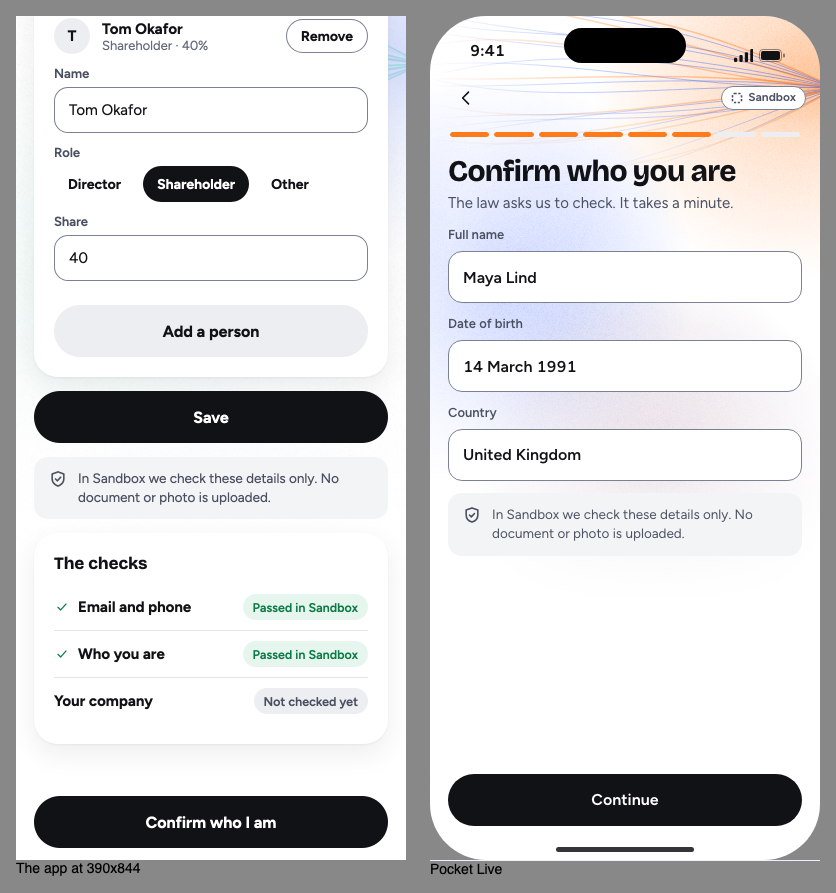 T
Tom Okafor
Shareholder · 40%
Remove
Name
Tom Okafor
Role
Director Shareholder Other
Share
40
Add a person
Save
In Sandbox we check these details only. No
document or photo is uploaded.
The checks
Email and phone Passed in Sandbox
Who you are Passed in Sandbox
Your company Not checked yet
Confirm who I am
The app at 390x844
9:41
Sandbox
Confirm who you are
The law asks us to check. It takes a minute.
Full name
Maya Lind
Date of birth
14 March 1991
Country
United Kingdom
In Sandbox we check these details only. No
document or photo is uploaded.
Continue
Pocket Live